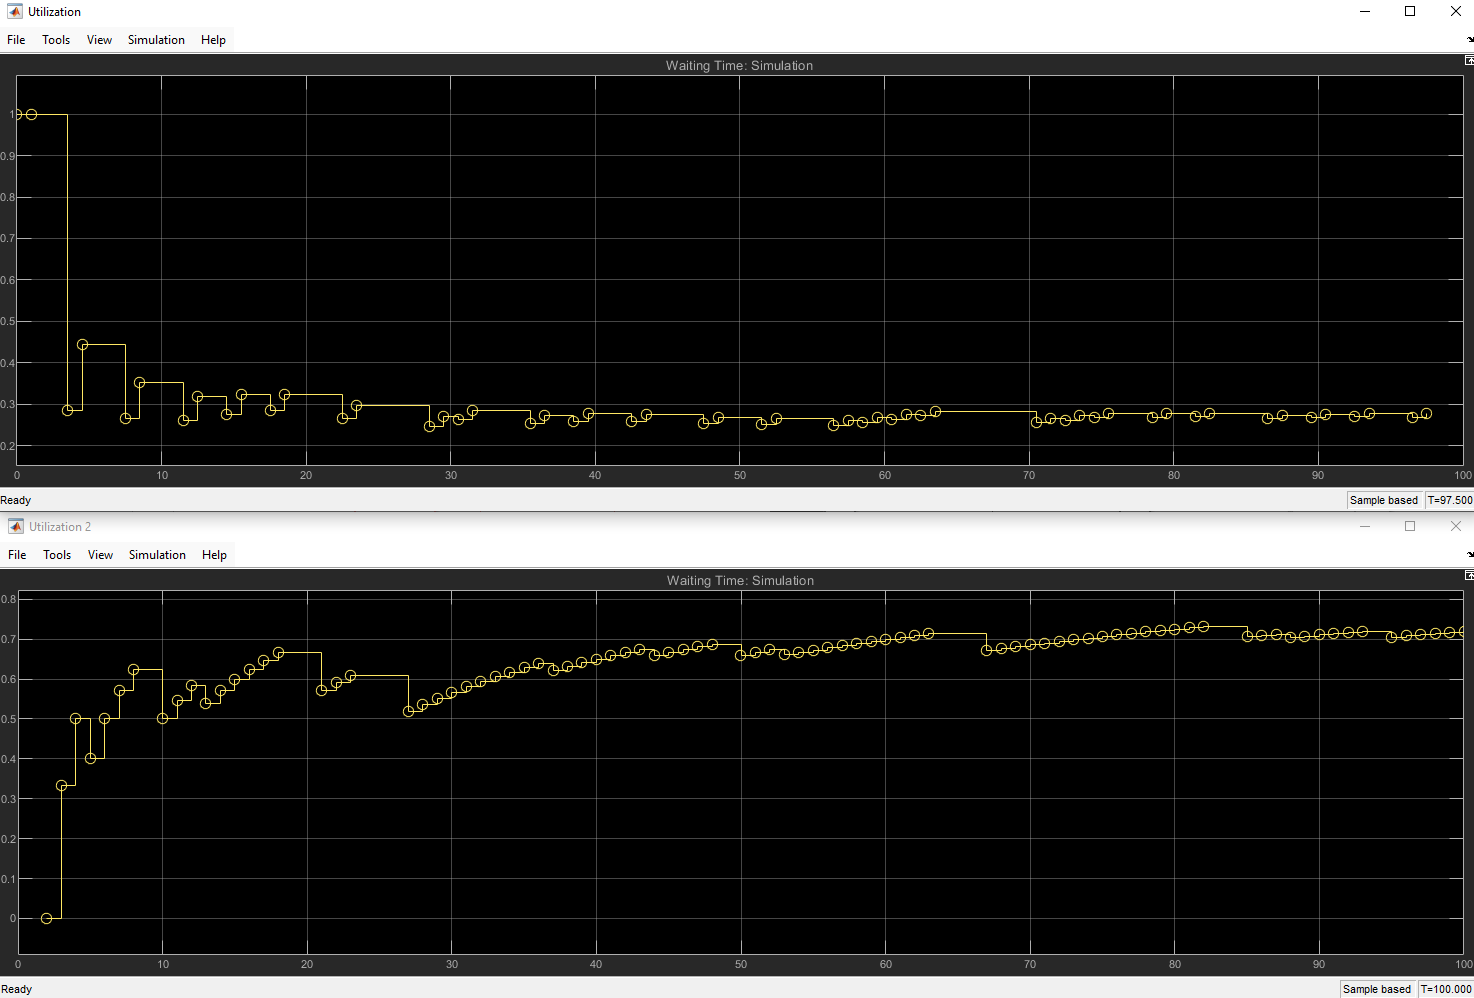 Utilization
File Tools View Simulation Help
Waiting Time: Simulation
1
0.9
0.8
0.7
0.6
0.5
0.4
0.3
0.2
0 10 20 30 40 50 60 70 80 90 100
Ready Sample based T=97.500
Utilization 2
File Tools View Simulation Help
Waiting Time: Simulation
0.8
0.7
0.6
0.5
0.4
0.3
0.2
0.1
0
0 10 20 30 40 50 60 70 80 90 100
Ready Sample based T=100.000